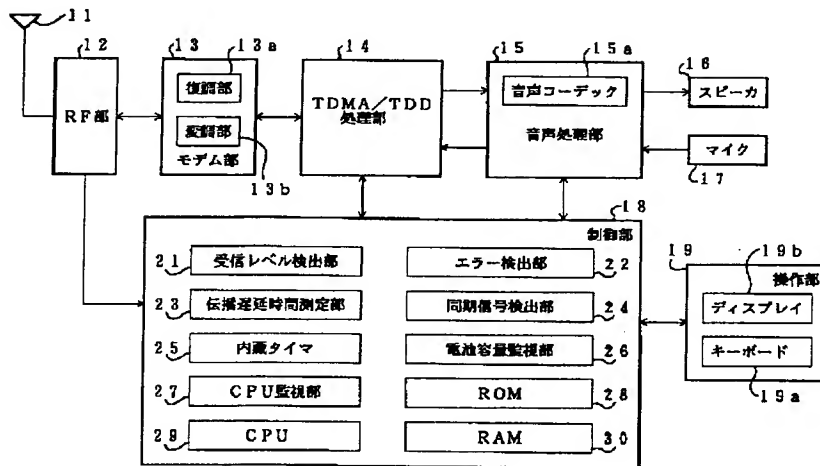 11
12
RF部
13
13a
復調部
変調部
モデム部
13b
14
TDMA/TDD
処理部
15
15a
音声コーデック
音声処理部
16
スピーカ
マイク
17
18
制御部
21
受信レベル検出部
エラー検出部
22
23
伝播遅延時間測定部
同期信号検出部
24
25
内蔵タイマ
電池容量監視部
26
27
CPU監視部
ROM
28
29
CPU
RAM
30
19
19b
操作部
ディスプレイ
キーボード
19a